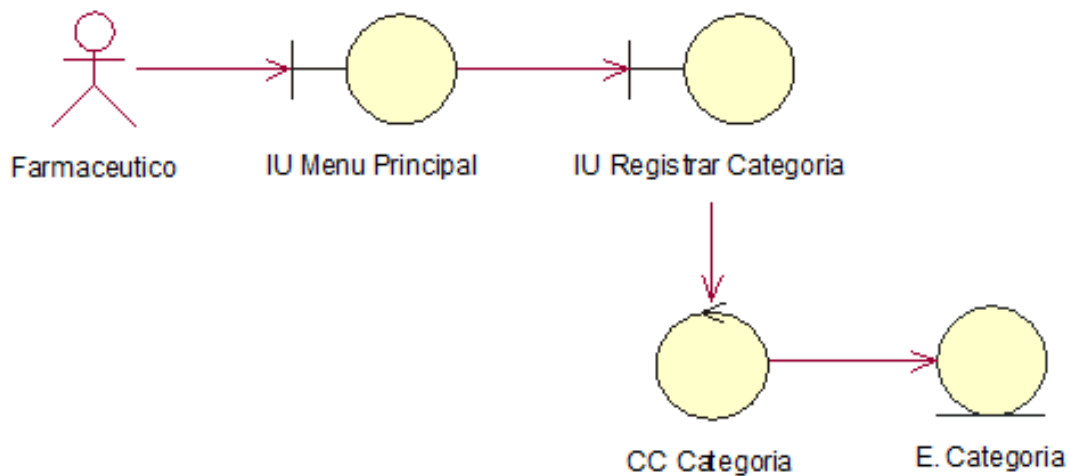 Farmaceutico
IU Menu Principal
IU Registrar Categoria
CC Categoria
E. Categoria